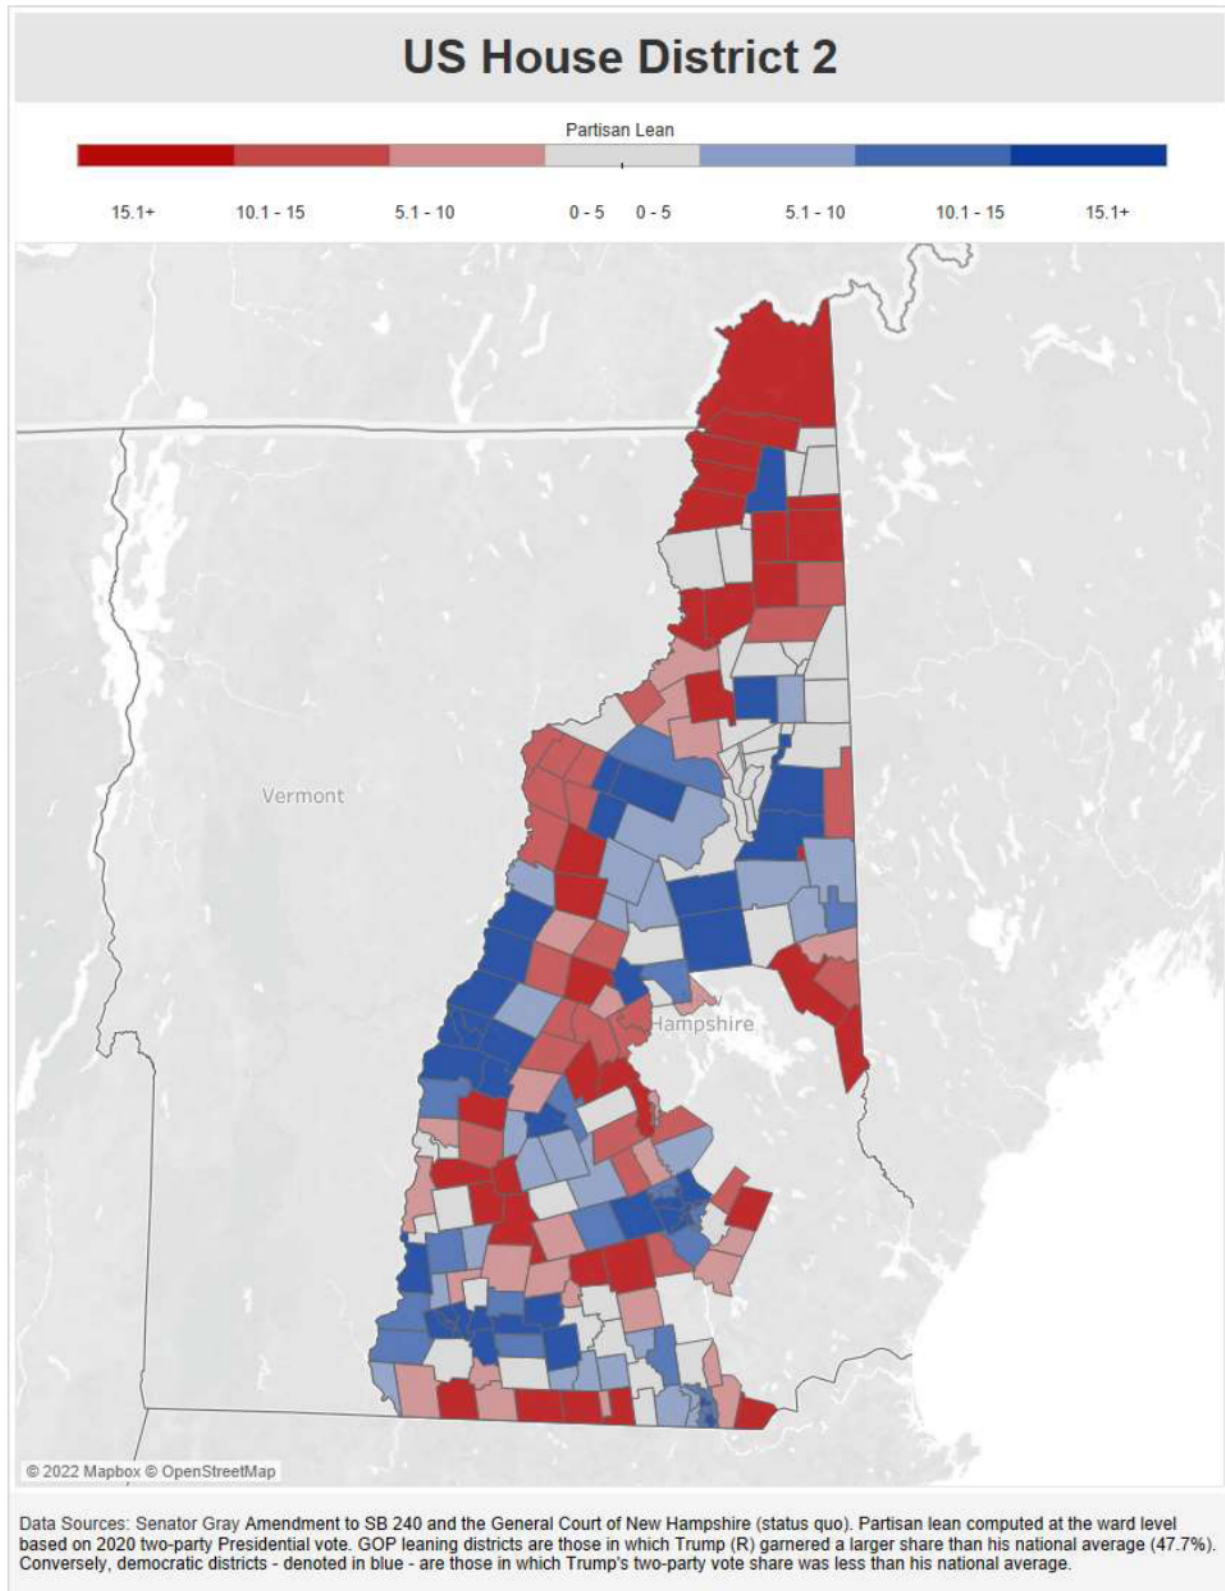 US House District 2
Partisan Lean
15.1+ 10.1 - 15 5.1 - 10 0 - 5 0 - 5 5.1 - 10 10.1 - 15 15.1+
Vermont
Hampshire
© 2022 Mapbox © OpenStreetMap
Data Sources: Senator Gray Amendment to SB 240 and the General Court of New Hampshire (status quo). Partisan lean computed at the ward level
based on 2020 two-party Presidential vote. GOP leaning districts are those in which Trump (R) garnered a larger share than his national average (47.7%).
Conversely, democratic districts - denoted in blue - are those in which Trump's two-party vote share was less than his national average.